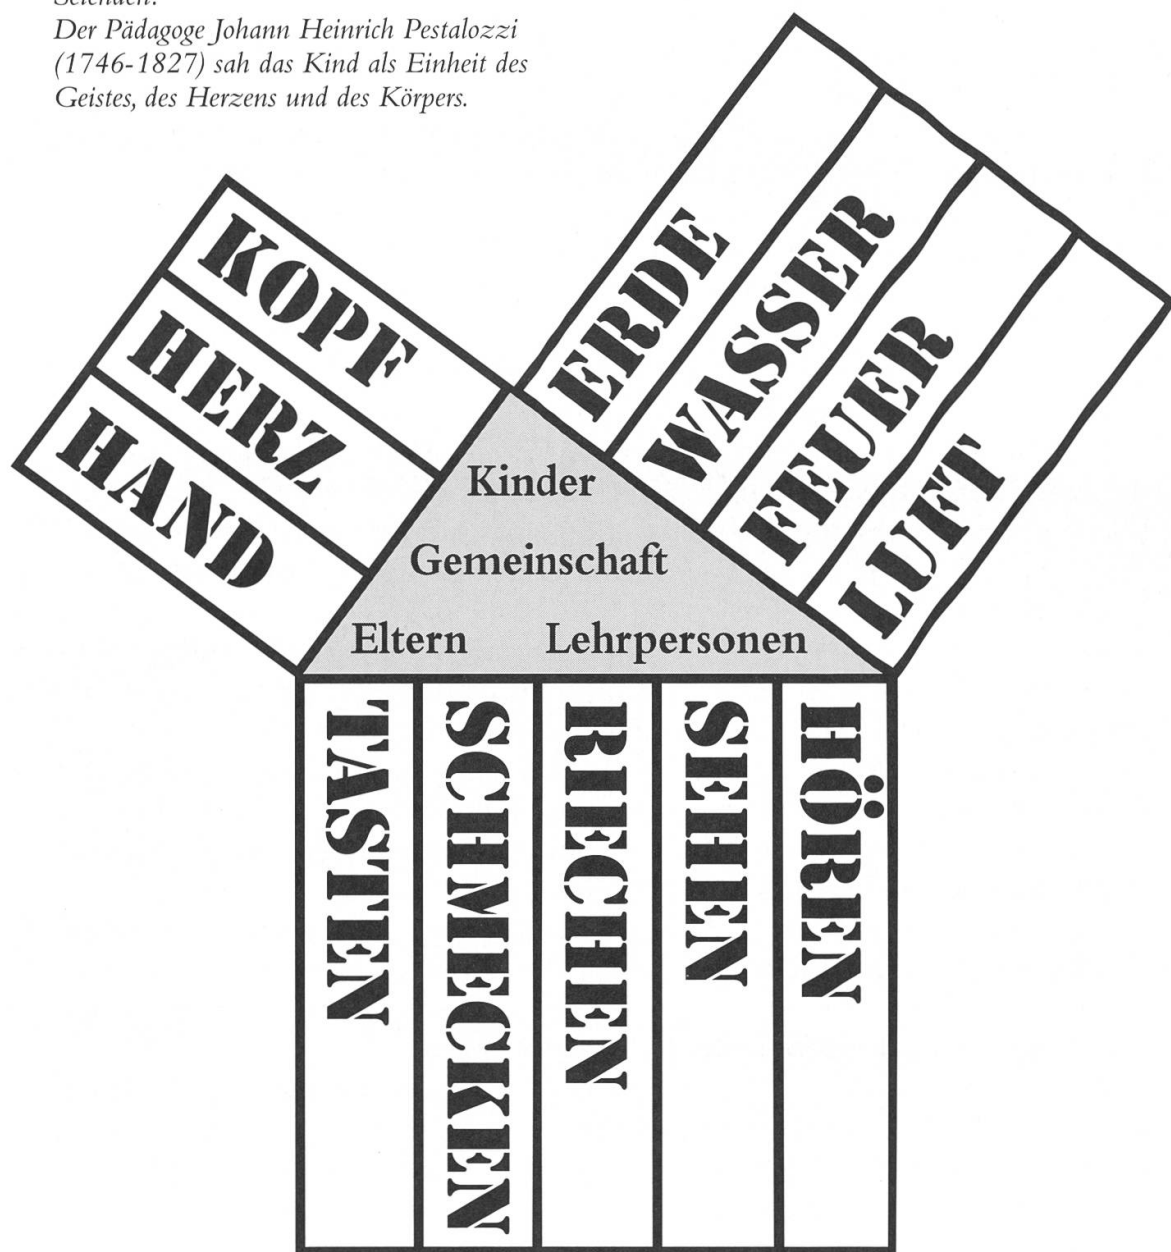 Der Pädagoge Johann Heinrich Pestalozzi
(1746-1827) sah das Kind als Einheit des
Geistes, des Herzens und des Körpers.
KOPF
HERZ
HAND
ERDE
WASSER
FEUER
LUFT
Kinder
Gemeinschaft
Eltern Lehrpersonen
TASTEN
SCHMECKEN
RIECHEN
SEHEN
HÖREN